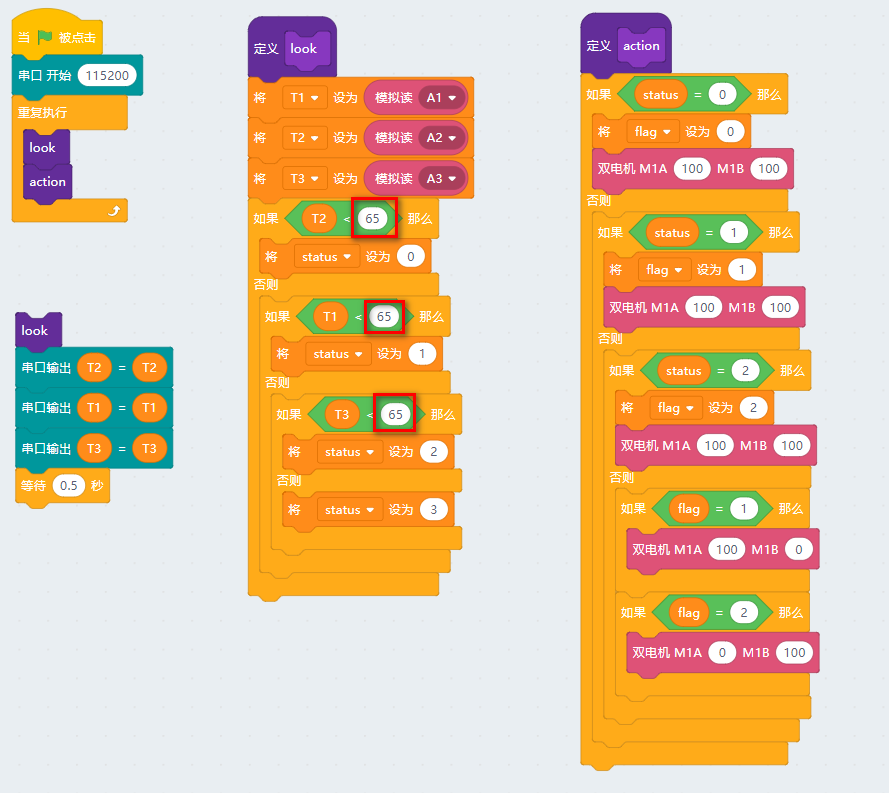 当 被点击
串口 开始 115200
重复执行
look
action
look
串口输出 T2 = T2
串口输出 T1 = T1
串口输出 T3 = T3
等待 0.5 秒
定义 look
将 T1 设为 模拟读 A1
将 T2 设为 模拟读 A2
将 T3 设为 模拟读 A3
如果 T2 < 65 那么
将 status 设为 0
否则
如果 T1 < 65 那么
将 status 设为 1
否则
如果 T3 < 65 那么
将 status 设为 2
否则
将 status 设为 3
定义 action
如果 status = 0 那么
将 flag 设为 0
双电机 M1A 100 M1B 100
否则
如果 status = 1 那么
将 flag 设为 1
双电机 M1A 100 M1B 100
否则
如果 status = 2 那么
将 flag 设为 2
双电机 M1A 100 M1B 100
否则
如果 flag = 1 那么
双电机 M1A 100 M1B 0
如果 flag = 2 那么
双电机 M1A 0 M1B 100